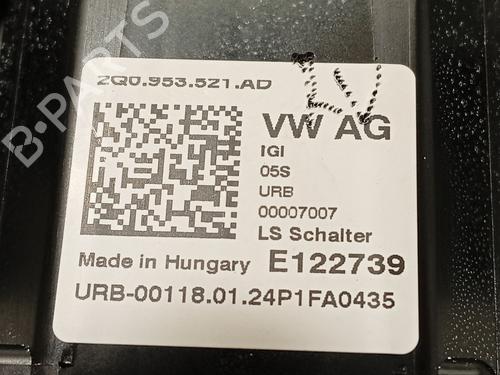 B-PARTS
2Q0.953.521.AD
VW AG
IGI
05S
URB
00007007
LS Schalter
Made in Hungary E122739
URB-00118.01.24P1FA0435